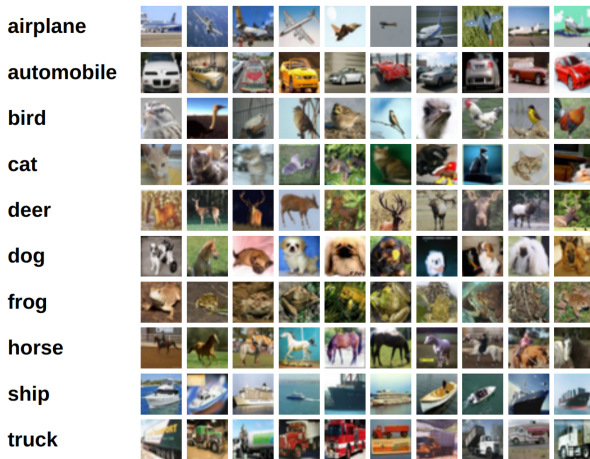 airplane
automobile
bird
cat
deer
dog
frog
horse
ship
truck